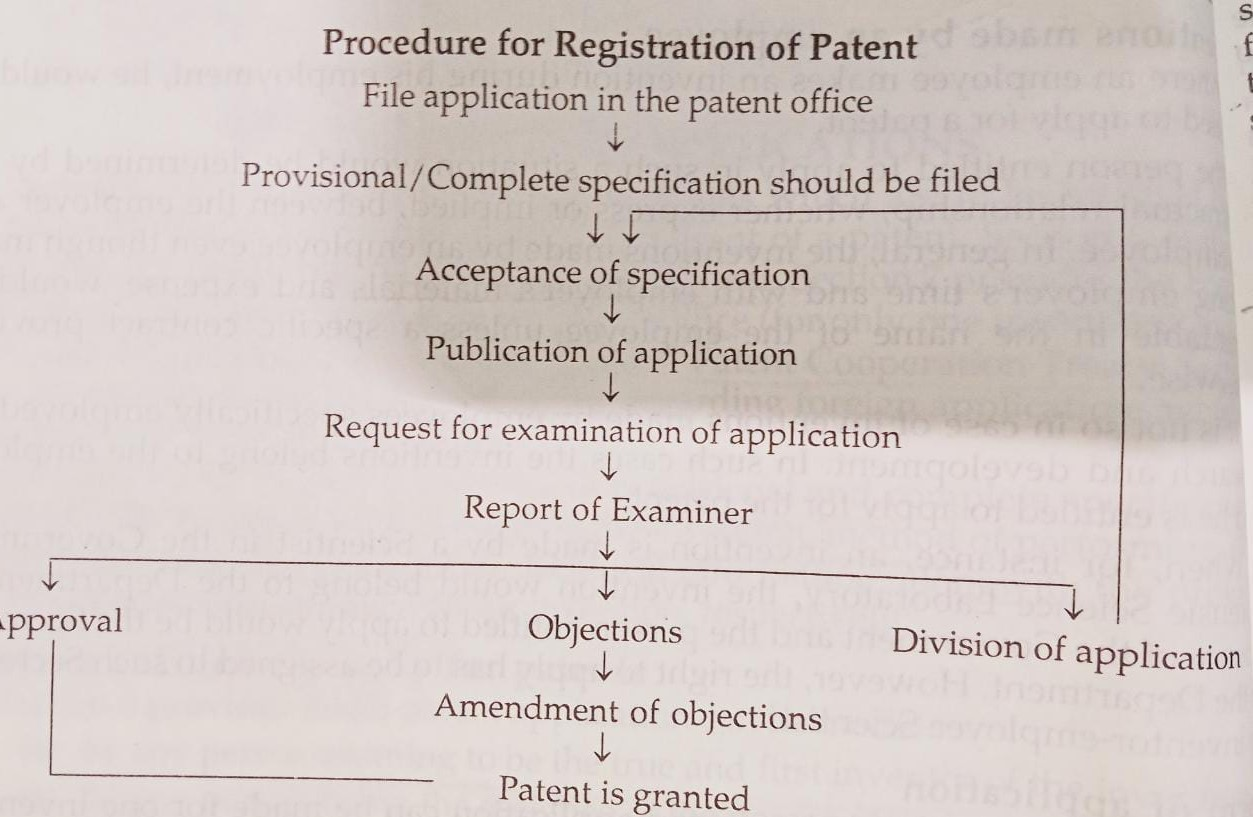 Procedure for Registration of Patent
File application in the patent office
Provisional/Complete specification should be filed
Acceptance of specification
Publication of application
Request for examination of application
Report of Examiner
Approval Objections Division of application
Amendment of objections
Patent is granted